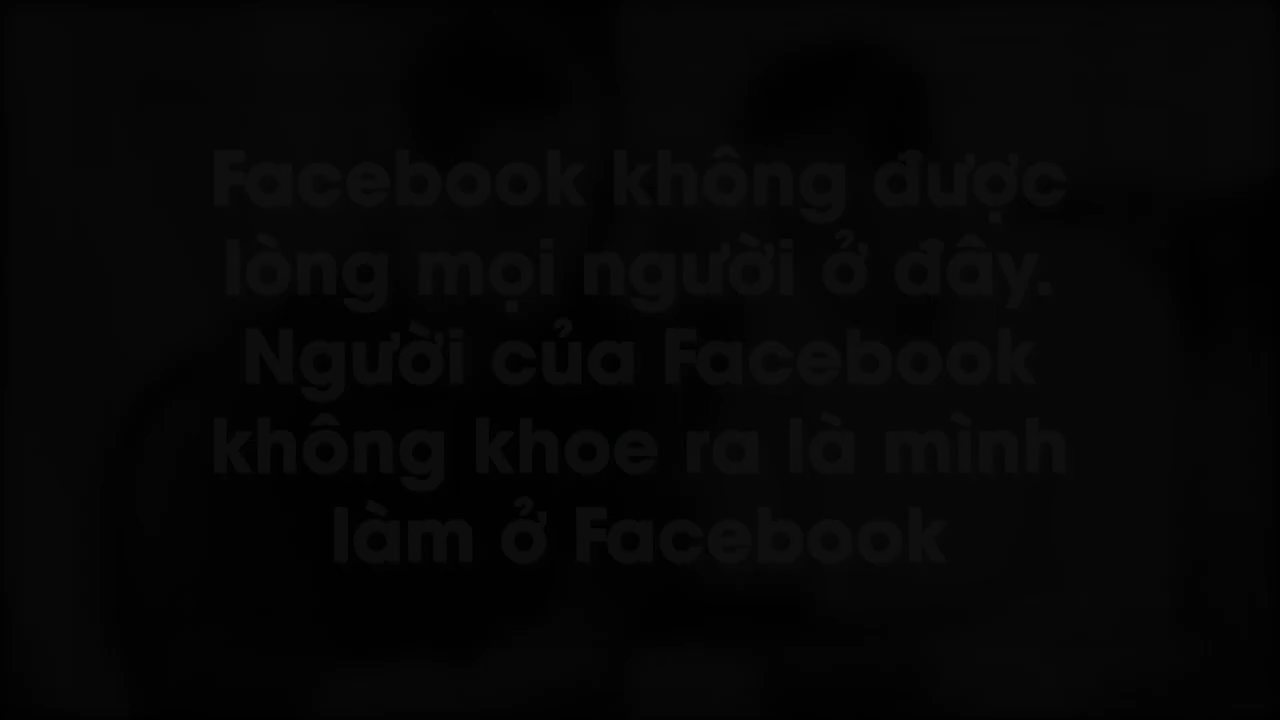 Facebook không được
lòng mọi người ở đây.
Người của Facebook
không khoe ra là mình
làm ở Facebook